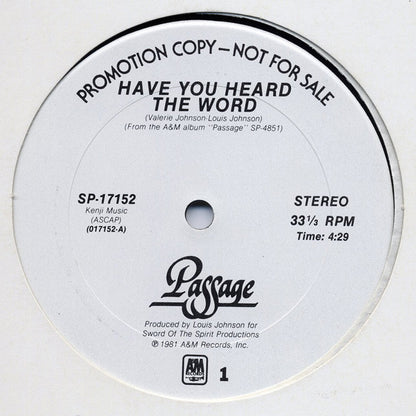 PROMOTION COPY — NOT FOR SALE
HAVE YOU HEARD
THE WORD
(Valerie Johnson-Louis Johnson)
(From the A&M album "Passage" SP-4851)
SP-17152
Kenji Music
(ASCAP)
(017152-A)
STEREO
33⅓ RPM
Time: 4:29
Passage
Produced by Louis Johnson for
Sword Of The Spirit Productions
℗ 1981 A&M Records, Inc.
A&M
RECORDS
1